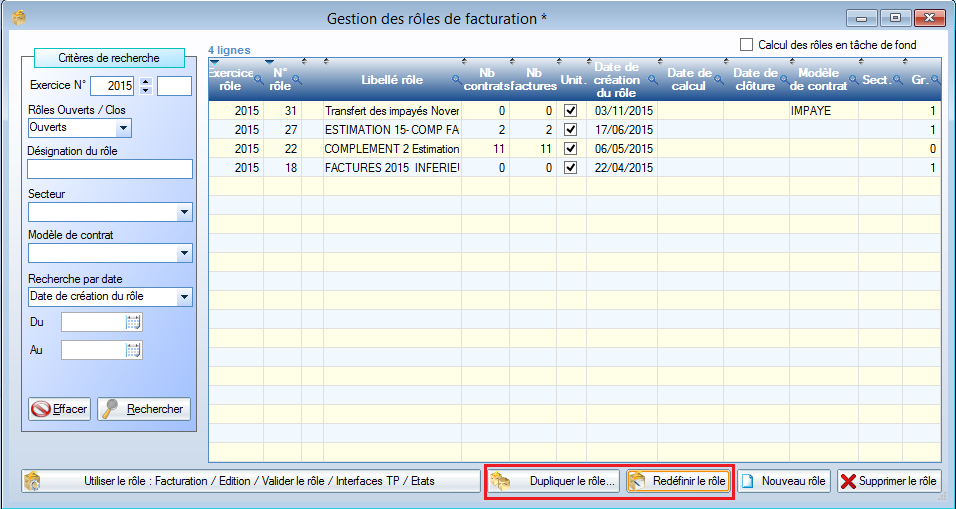 Gestion des rôles de facturation *
Critères de recherche
Exercice N° 2015
Rôles Ouverts / Clos
Ouverts
Désignation du rôle
Secteur
Modèle de contrat
Recherche par date
Date de création du rôle
Du
Au
Effacer
Rechercher
4 lignes
Calcul des rôles en tâche de fond
Exercice rôle
N° rôle
Libellé rôle
Nb contrats
Nb factures
Unit.
Date de création du rôle
Date de calcul
Date de clôture
Modèle de contrat
Sect.
Gr.
2015 31 Transfert des impayés Nover 0 0 03/11/2015 IMPAYE 1
2015 27 ESTIMATION 15- COMP FA 2 2 17/06/2015 1
2015 22 COMPLEMENT 2 Estimation 11 11 06/05/2015 0
2015 18 FACTURES 2015 INFERIEU 0 0 22/04/2015 1
Utiliser le rôle : Facturation / Edition / Valider le rôle / Interfaces TP / Etats
Dupliquer le rôle...
Redéfinir le rôle
Nouveau rôle
Supprimer le rôle